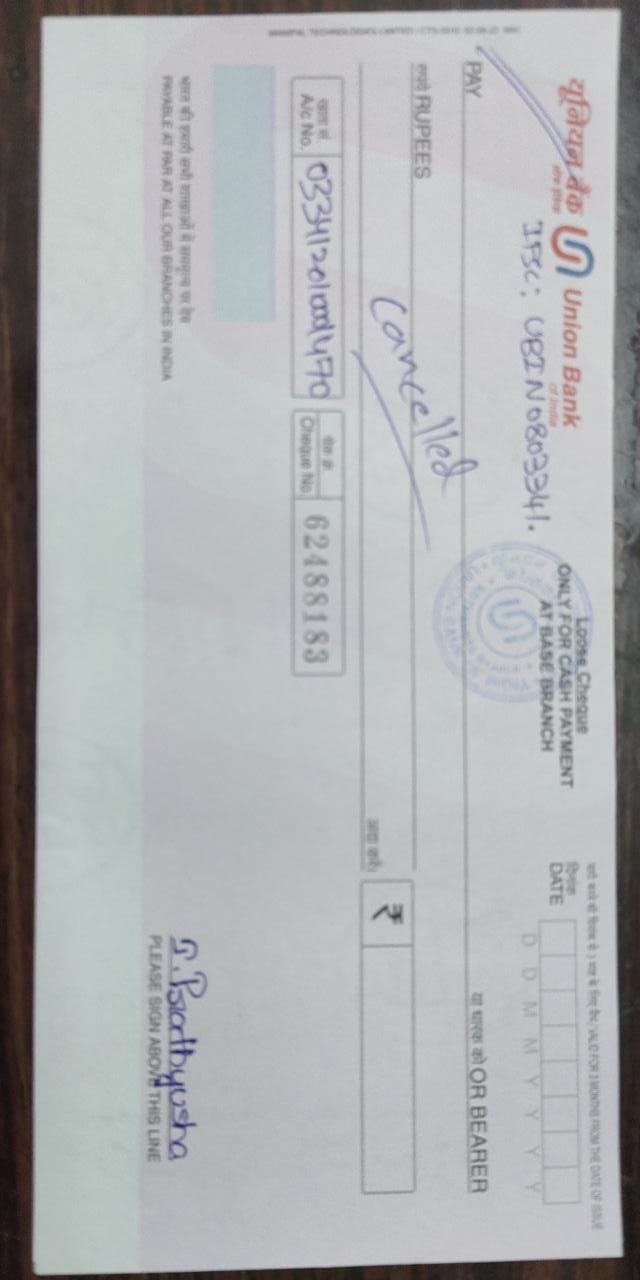 यूनियन बैंक Union Bank
of India
IFSC: UBIN0803341.
Loose Cheque
ONLY FOR CASH PAYMENT
AT BASE BRANCH
जारी करने की दिनांक से 3 माह के लिए वैध/VALID FOR 3 MONTHS FROM THE DATE OF ISSUE
दिनांक
DATE
D D M M Y Y Y Y
PAY
या धारक को OR BEARER
रुपये RUPEES
Cancelled
अदा करें।
₹
खाता सं.
A/c No.
चेक क्र.
Cheque No.
62488183
भारत की हमारी सभी शाखाओं में सममूल्य पर देय
PAYABLE AT PAR AT ALL OUR BRANCHES IN INDIA
P. Prathyusha
PLEASE SIGN ABOVE THIS LINE